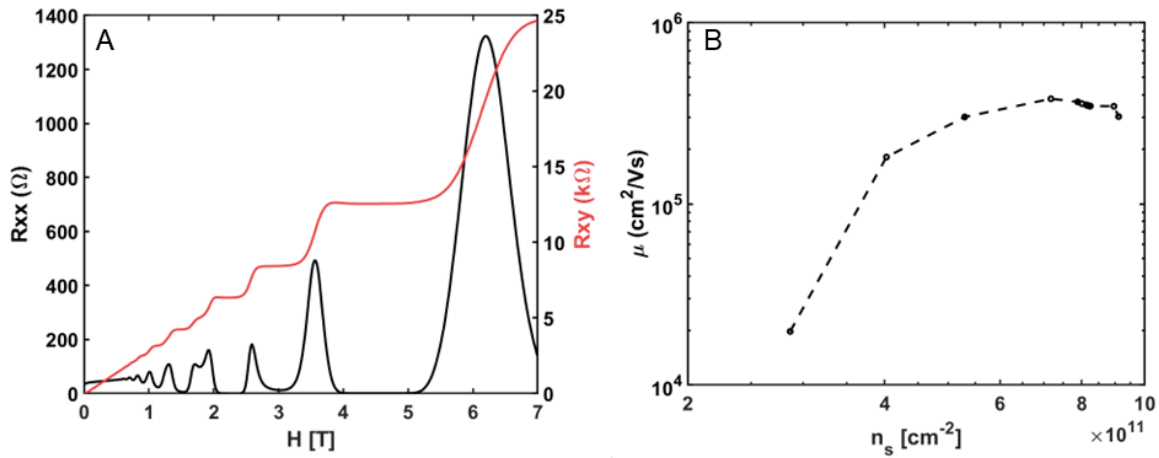 A
1400
1200
1000
800
600
400
200
0
Rxx (Ω)
25
20
15
10
5
0
Rxy (kΩ)
0 1 2 3 4 5 6 7
H [T]
B
10^6
10^5
10^4
μ (cm^2/Vs)
2 4 6 8 10
×10^11
n_s [cm^-2]